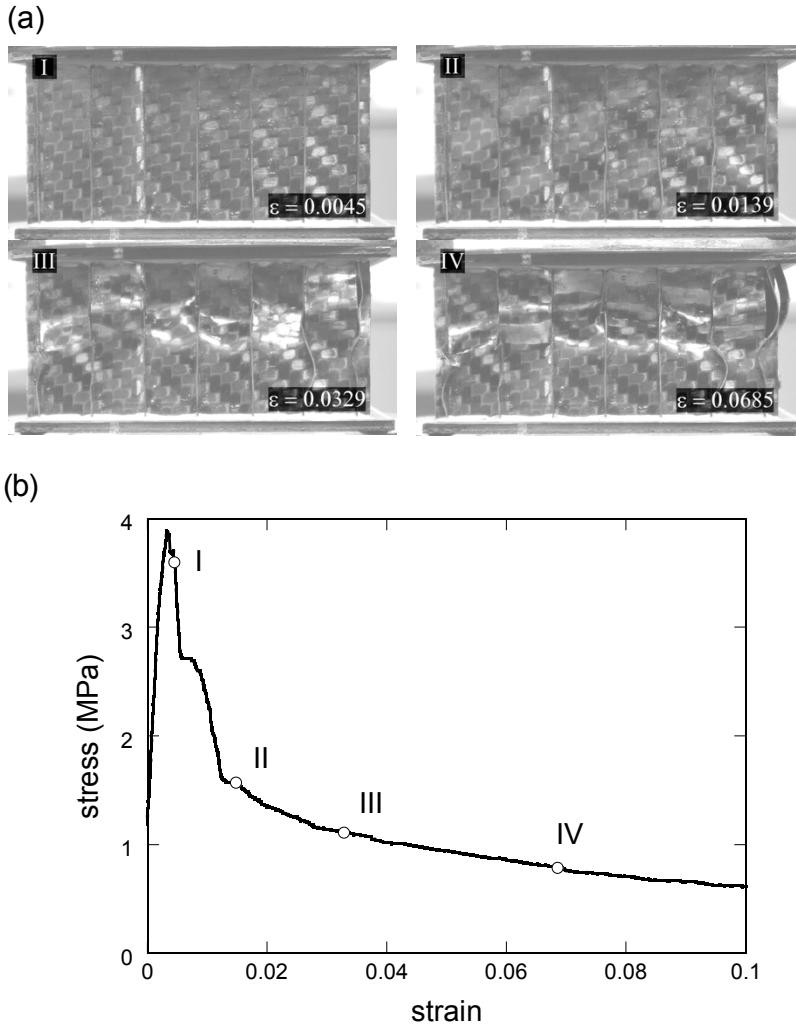 (a)
I
ε = 0.0045
II
ε = 0.0139
III
ε = 0.0329
IV
ε = 0.0685
(b)
4
3
2
1
0
stress (MPa)
I
II
III
IV
0
0.02
0.04
0.06
0.08
0.1
strain